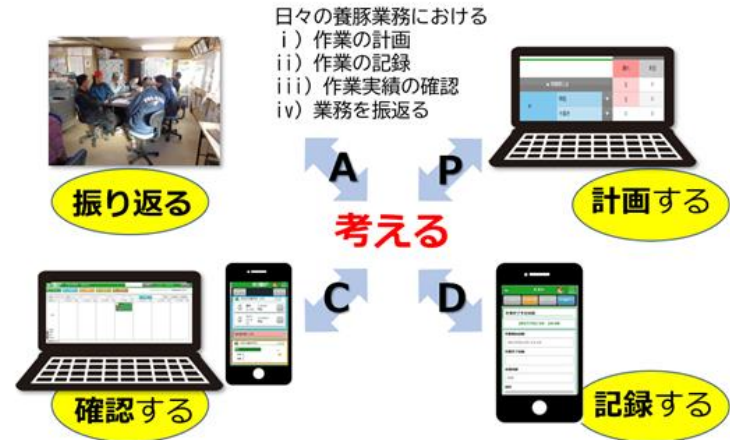 日々の養豚業務における
ⅰ）作業の計画
ⅱ）作業の記録
ⅲ）作業実績の確認
ⅳ）業務を振返る
A
P
振り返る
計画する
考える
C
D
確認する
記録する